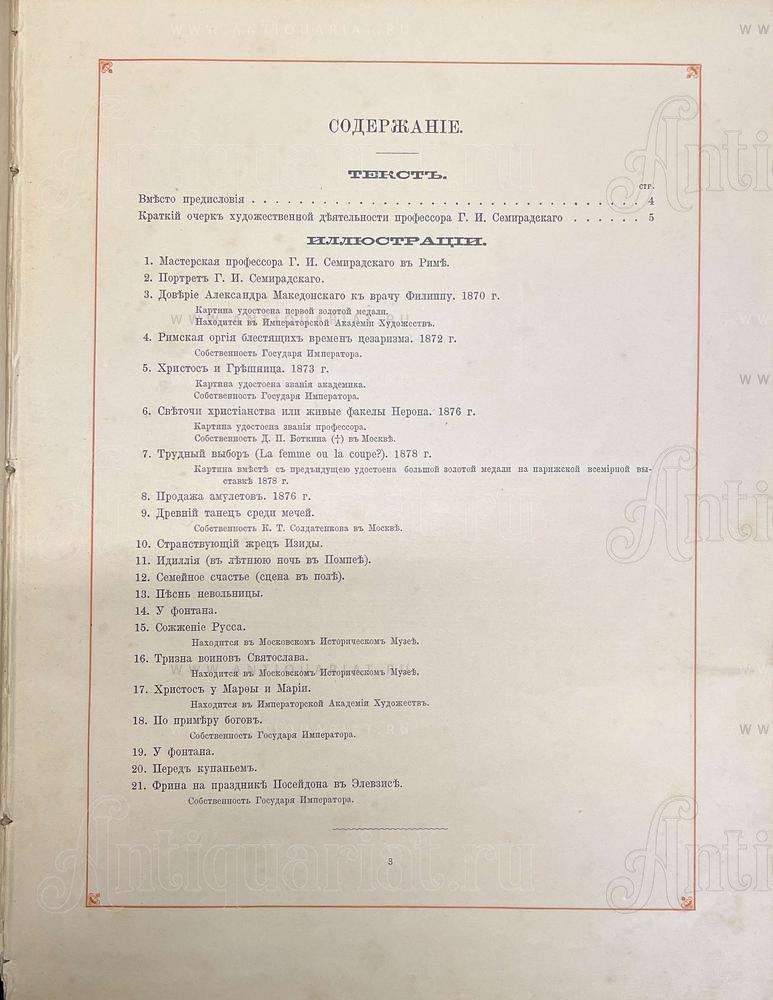 СОДЕРЖАНІЕ.
ТЕКСТЪ.
СТР.
Вмѣсто предисловія . . . . . . . . . . . . . . . . . . . . . . . . . . . . . . . . . 4
Краткій очеркъ художественной дѣятельности профессора Г. И. Семирадскаго . . . . . . 5
ИЛЛЮСТРАЦІИ.
1. Мастерская профессора Г. И. Семирадскаго въ Римѣ.
2. Портретъ Г. И. Семирадскаго.
3. Довѣріе Александра Македонскаго къ врачу Филиппу. 1870 г.
Картина удостоена первой золотой медали.
Находится въ Императорской Академіи Художествъ.
4. Римская оргія блестящихъ временъ цезаризма. 1872 г.
Собственность Государя Императора.
5. Христосъ и Грѣшница. 1873 г.
Картина удостоена званія академика.
Собственность Государя Императора.
6. Свѣточи христіанства или живые факелы Нерона. 1876 г.
Картина удостоена званія профессора.
Собственность Д. П. Боткина (†) въ Москвѣ.
7. Трудный выборъ (La femme ou la coupe?). 1878 г.
Картина вмѣстѣ съ предъидущею удостоена большой золотой медали на парижской всемірной вы-
ставкѣ 1878 г.
8. Продажа амулетовъ. 1876 г.
9. Древній танецъ среди мечей.
Собственность К. Т. Солдатенкова въ Москвѣ.
10. Странствующій жрецъ Изиды.
11. Идиллія (въ лѣтнюю ночь въ Помпеѣ).
12. Семейное счастье (сцена въ полѣ).
13. Пѣснь невольницы.
14. У фонтана.
15. Сожженіе Русса.
Находится въ Московскомъ Историческомъ Музеѣ.
16. Тризна воиновъ Святослава.
Находится въ Московскомъ Историческомъ Музеѣ.
17. Христосъ у Марѳы и Маріи.
Находится въ Императорской Академіи Художествъ.
18. По примѣру боговъ.
Собственность Государя Императора.
19. У фонтана.
20. Передъ купаньемъ.
21. Фрина на праздникѣ Посейдона въ Элевзисѣ.
Собственность Государя Императора.
3
Antiquariat.ru
WWW.ANTIQUARIAT.RU